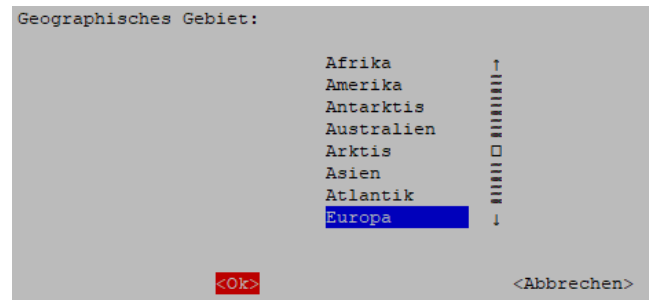 Geographisches Gebiet:
Afrika
Amerika
Antarktis
Australien
Arktis
Asien
Atlantik
Europa
<Ok> <Abbrechen>